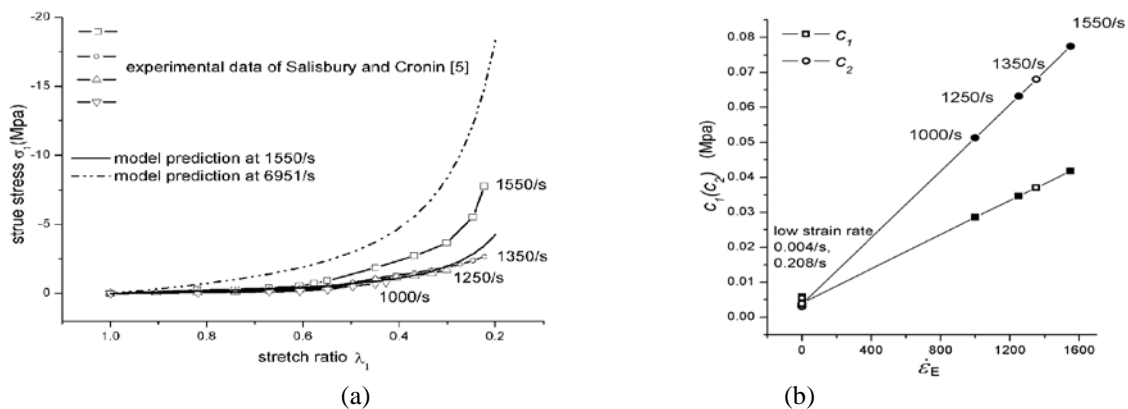 -20
-15
-10
-5
0
strue stress σ1(Mpa)
experimental data of Salisbury and Cronin [5]
model prediction at 1550/s
model prediction at 6951/s
1550/s
1350/s
1250/s
1000/s
1.0 0.8 0.6 0.4 0.2
stretch ratio λ1
(a)
0.09
0.08
0.07
0.06
0.05
0.04
0.03
0.02
0.01
0.00
c1(c2) (Mpa)
C1
C2
1550/s
1350/s
1250/s
1000/s
low strain rate
0.004/s,
0.208/s
0 400 800 1200 1600
ε̇E
(b)